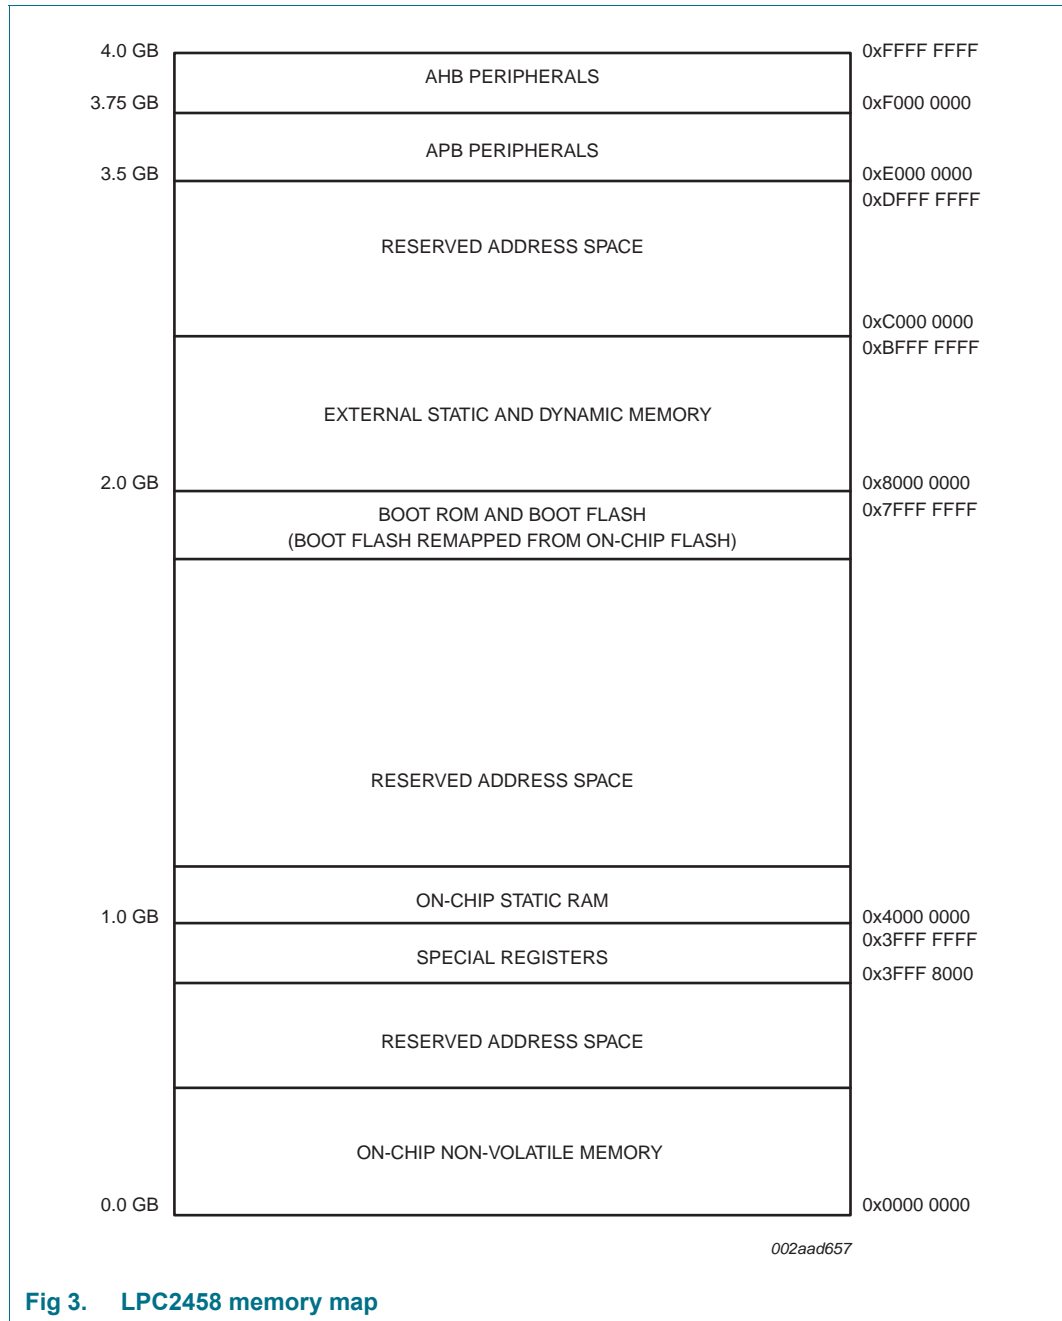 4.0 GB
AHB PERIPHERALS
0xFFFF FFFF
3.75 GB
0xF000 0000
APB PERIPHERALS
3.5 GB
0xE000 0000
0xDFFF FFFF
RESERVED ADDRESS SPACE
0xC000 0000
0xBFFF FFFF
EXTERNAL STATIC AND DYNAMIC MEMORY
2.0 GB
0x8000 0000
0x7FFF FFFF
BOOT ROM AND BOOT FLASH
(BOOT FLASH REMAPPED FROM ON-CHIP FLASH)
RESERVED ADDRESS SPACE
ON-CHIP STATIC RAM
1.0 GB
0x4000 0000
0x3FFF FFFF
SPECIAL REGISTERS
0x3FFF 8000
RESERVED ADDRESS SPACE
ON-CHIP NON-VOLATILE MEMORY
0.0 GB
0x0000 0000
002aad657
Fig 3. LPC2458 memory map